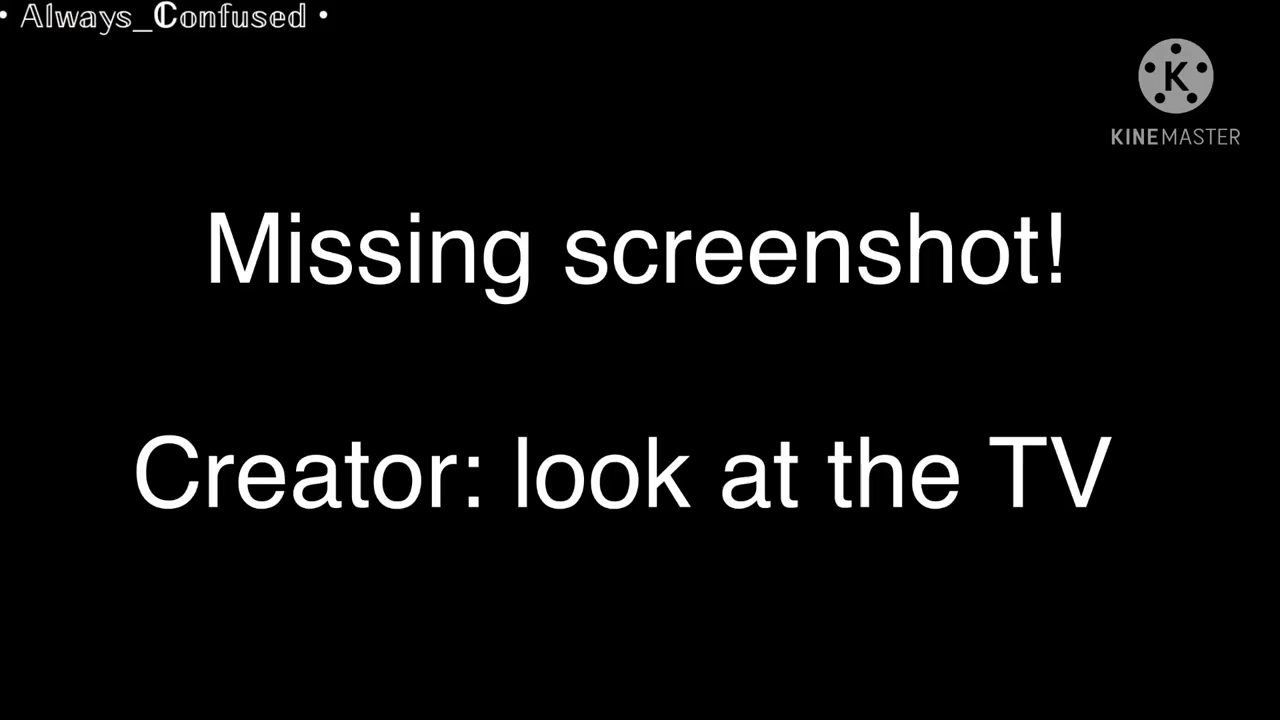 • Always_Confused •
K
KINEMASTER
Missing screenshot!
Creator: look at the TV